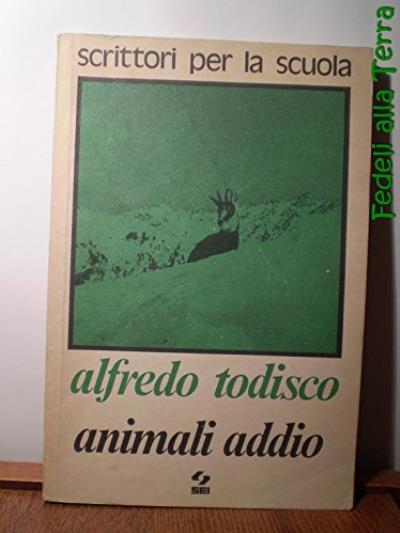 scrittori per la scuola
alfredo todisco
animali addio
SEI
Fedeli alla Terra